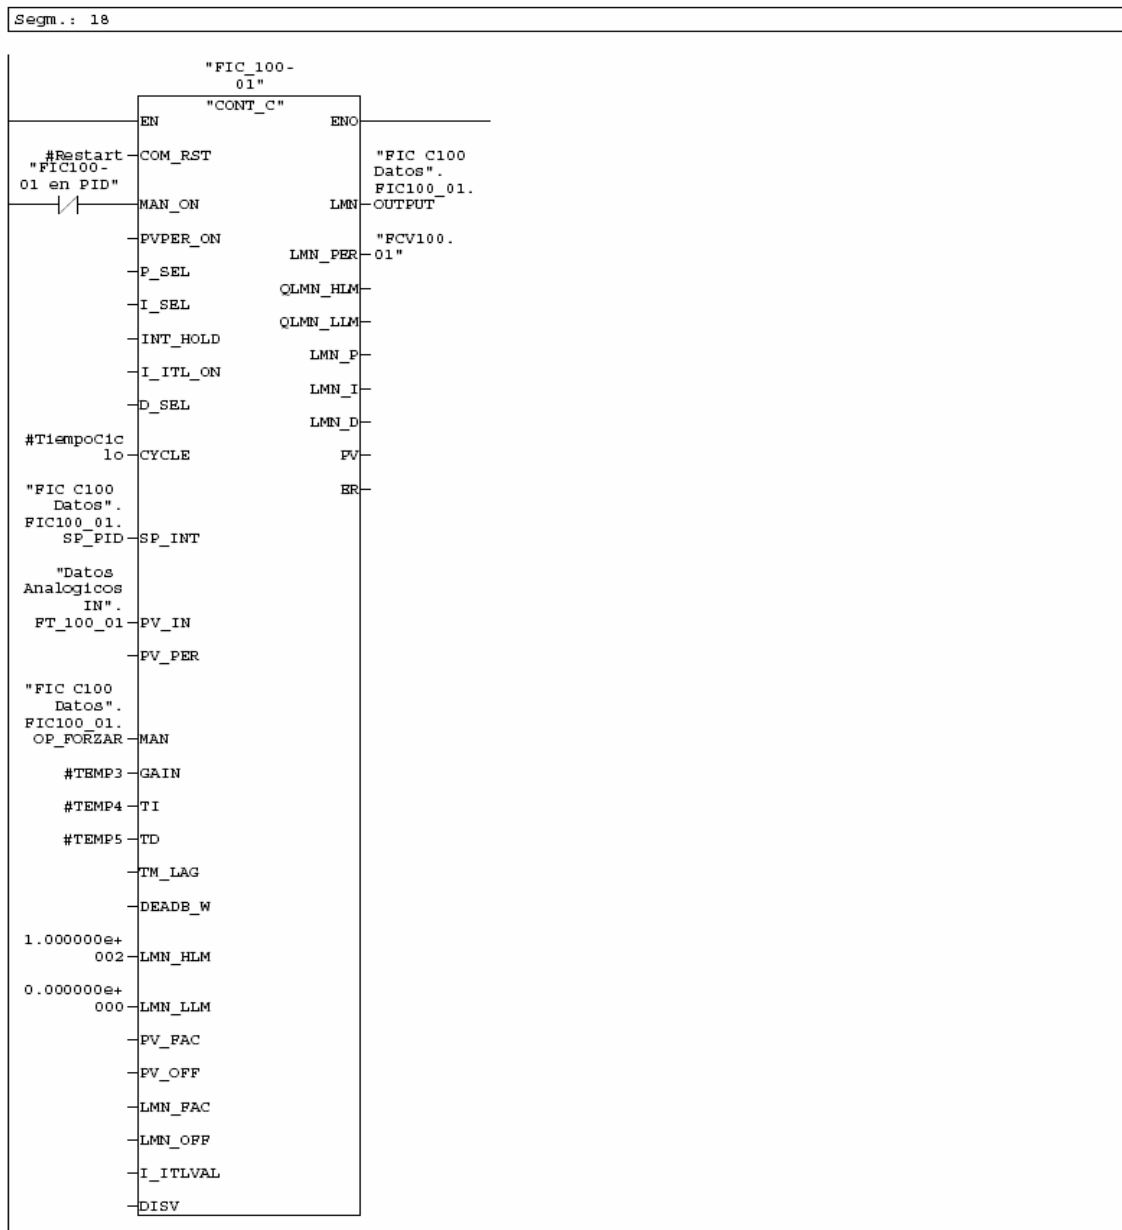 Segm.: 18
"FIC_100-
01"
"CONT_C"
EN
ENO
#Restart
COM_RST
"FIC100-
01 en PID"
MAN_ON
"FIC C100
Datos".
FIC100_01.
LMN
OUTPUT
PVPER_ON
"FCV100.
LMN_PER
01"
P_SEL
QLMN_HLM
I_SEL
QLMN_LLM
INT_HOLD
LMN_P
I_ITL_ON
LMN_I
D_SEL
LMN_D
#TiempoCic
lo
CYCLE
PV
"FIC C100
Datos".
FIC100_01.
SP_PID
SP_INT
ER
"Datos
Analogicos
IN".
FT_100_01
PV_IN
PV_PER
"FIC C100
Datos".
FIC100_01.
OP_FORZAR
MAN
#TEMP3
GAIN
#TEMP4
TI
#TEMP5
TD
TM_LAG
DEADB_W
1.000000e+
002
LMN_HLM
0.000000e+
000
LMN_LLM
PV_FAC
PV_OFF
LMN_FAC
LMN_OFF
I_ITLVAL
DISV